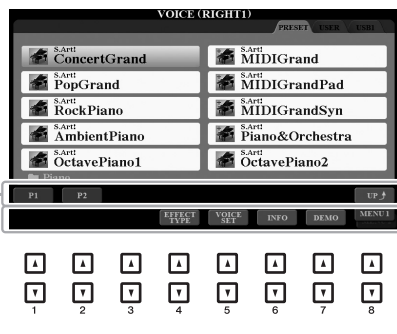 VOICE (RIGHT1)
PRESET USER USB1
S.Art!
ConcertGrand
S.Art!
MIDIGrand
S.Art!
PopGrand
S.Art!
MIDIGrandPad
S.Art!
RockPiano
S.Art!
MIDIGrandSyn
S.Art!
AmbientPiano
S.Art!
Piano&Orchestra
S.Art!
OctavePiano1
S.Art!
OctavePiano2
Piano
P1 P2 UP
EFFECT TYPE VOICE SET INFO DEMO MENU 1
1 2 3 4 5 6 7 8